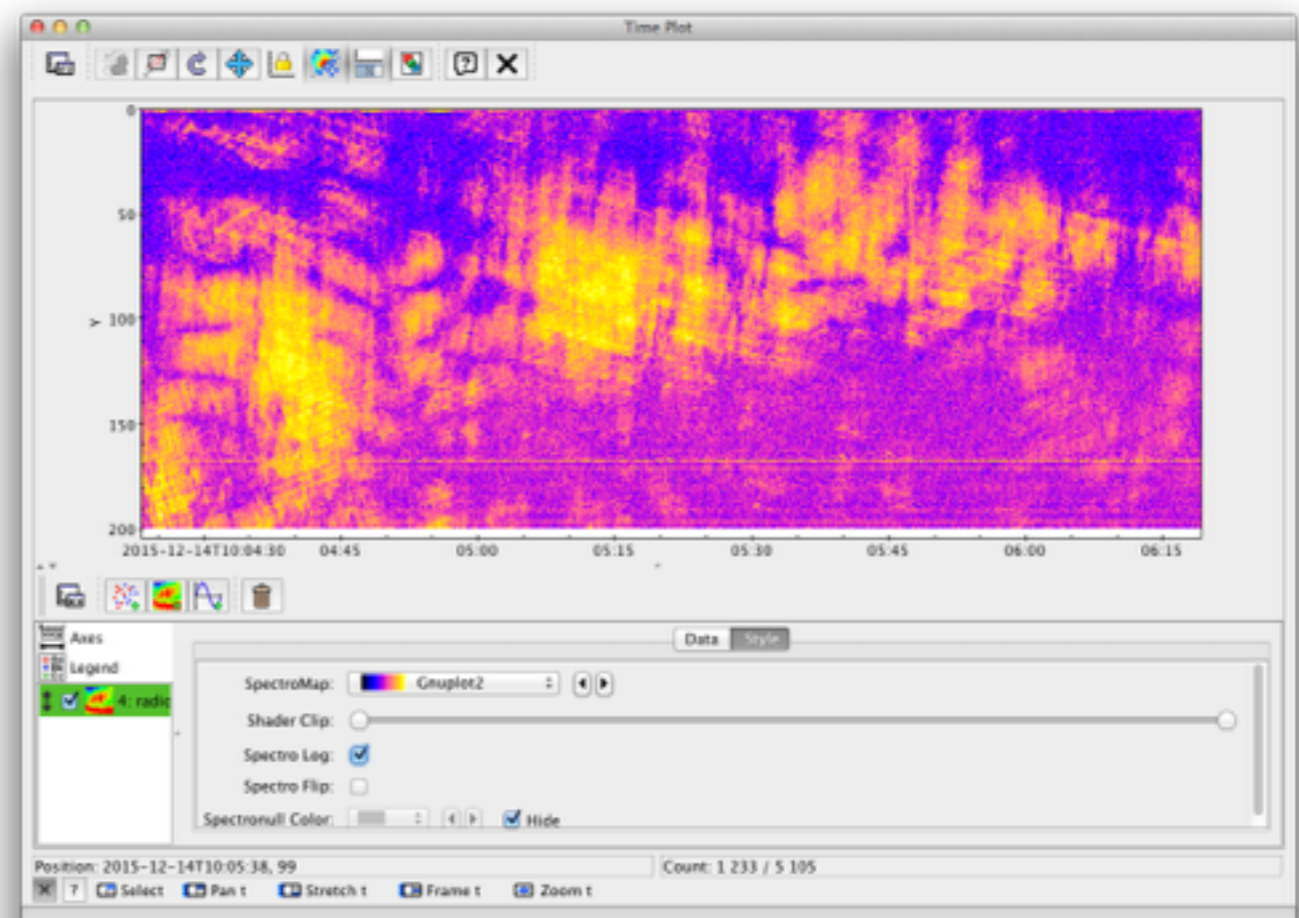 Time Plot
0
50
Y
100
150
200
2015-12-14T10:04:30 04:45 05:00 05:15 05:30 05:45 06:00 06:15
Axes
Legend
4: radio
Data Style
SpectroMap: Gnuplot2
Shader Clip:
Spectro Log:
Spectro Flip:
Spectronull Color: Hide
Position: 2015-12-14T10:05:38, 99 Count: 1 233 / 5 105
? Select Pan t Stretch t Frame t Zoom t